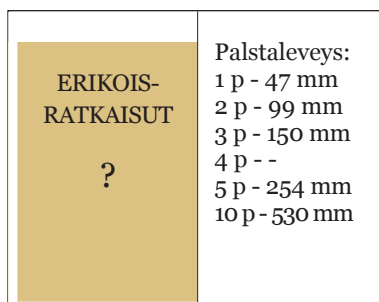 ERIKOIS-
RATKAISUT
?
Palstaleveys:
1 p - 47 mm
2 p - 99 mm
3 p - 150 mm
4 p - -
5 p - 254 mm
10 p - 530 mm